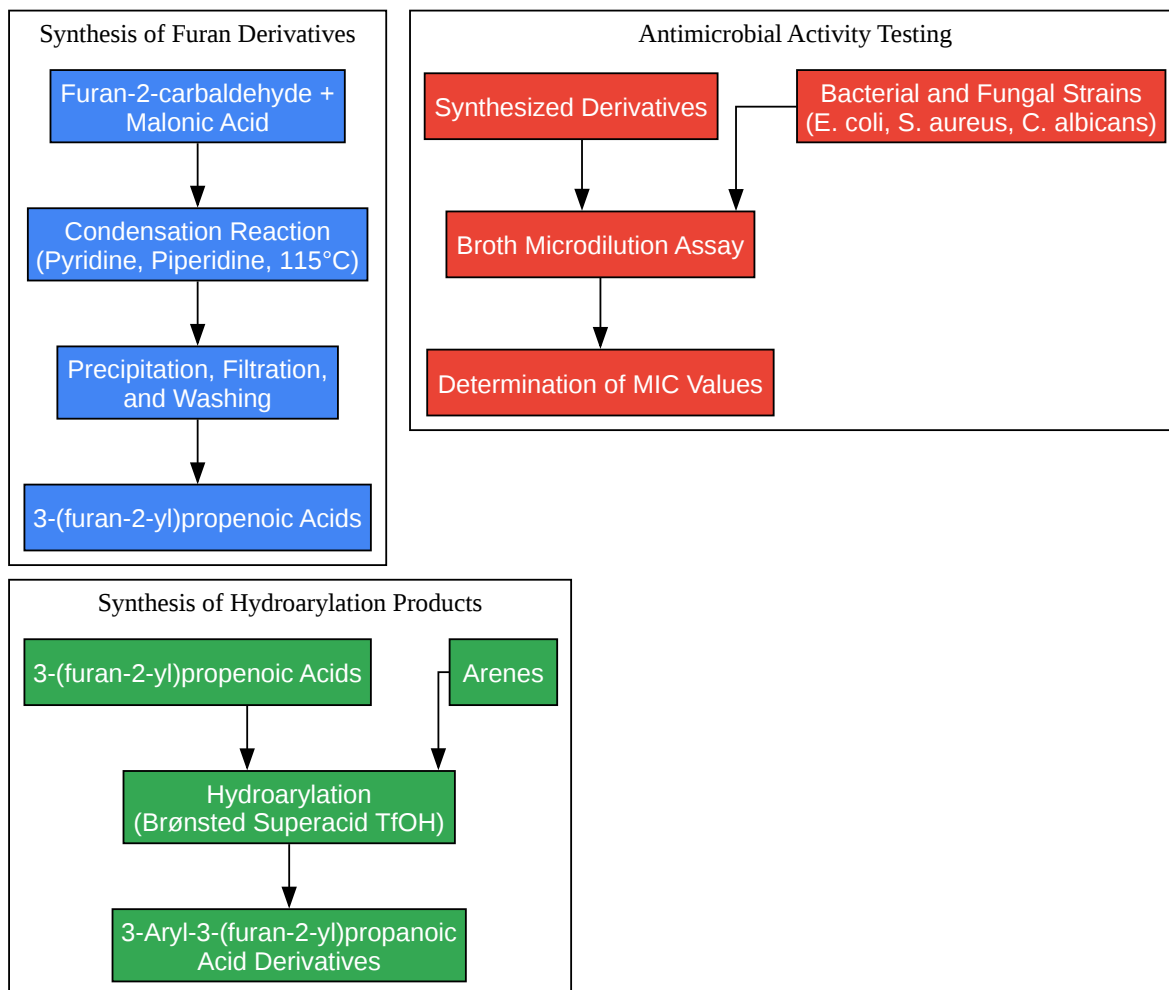 Synthesis of Furan Derivatives
Furan-2-carbaldehyde +
Malonic Acid
Condensation Reaction
(Pyridine, Piperidine, 115°C)
Precipitation, Filtration,
and Washing
3-(furan-2-yl)propenoic Acids
Antimicrobial Activity Testing
Synthesized Derivatives
Bacterial and Fungal Strains
(E. coli, S. aureus, C. albicans)
Broth Microdilution Assay
Determination of MIC Values
Synthesis of Hydroarylation Products
3-(furan-2-yl)propenoic Acids
Arenes
Hydroarylation
(Brønsted Superacid TfOH)
3-Aryl-3-(furan-2-yl)propanoic
Acid Derivatives